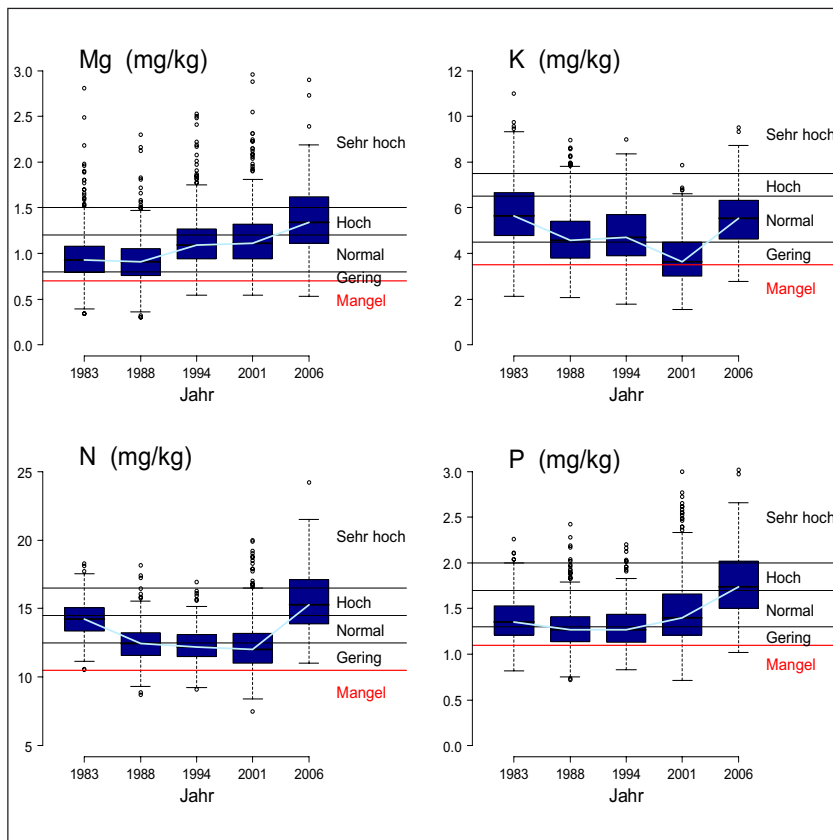 Mg (mg/kg)
3.0
2.5
2.0
1.5
1.0
0.5
0.0
Sehr hoch
Hoch
Normal
Gering
Mangel
1983 1988 1994 2001 2006
Jahr
K (mg/kg)
12
10
8
6
4
2
0
Sehr hoch
Hoch
Normal
Gering
Mangel
1983 1988 1994 2001 2006
Jahr
N (mg/kg)
25
20
15
10
5
Sehr hoch
Hoch
Normal
Gering
Mangel
1983 1988 1994 2001 2006
Jahr
P (mg/kg)
3.0
2.5
2.0
1.5
1.0
0.5
0.0
Sehr hoch
Hoch
Normal
Gering
Mangel
1983 1988 1994 2001 2006
Jahr